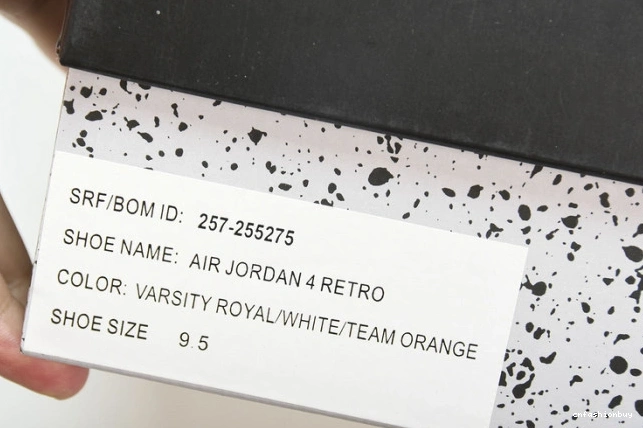 SRF/BOM ID: 257-255275
SHOE NAME: AIR JORDAN 4 RETRO
COLOR: VARSITY ROYAL/WHITE/TEAM ORANGE
SHOE SIZE 9.5
cnfashionbuy